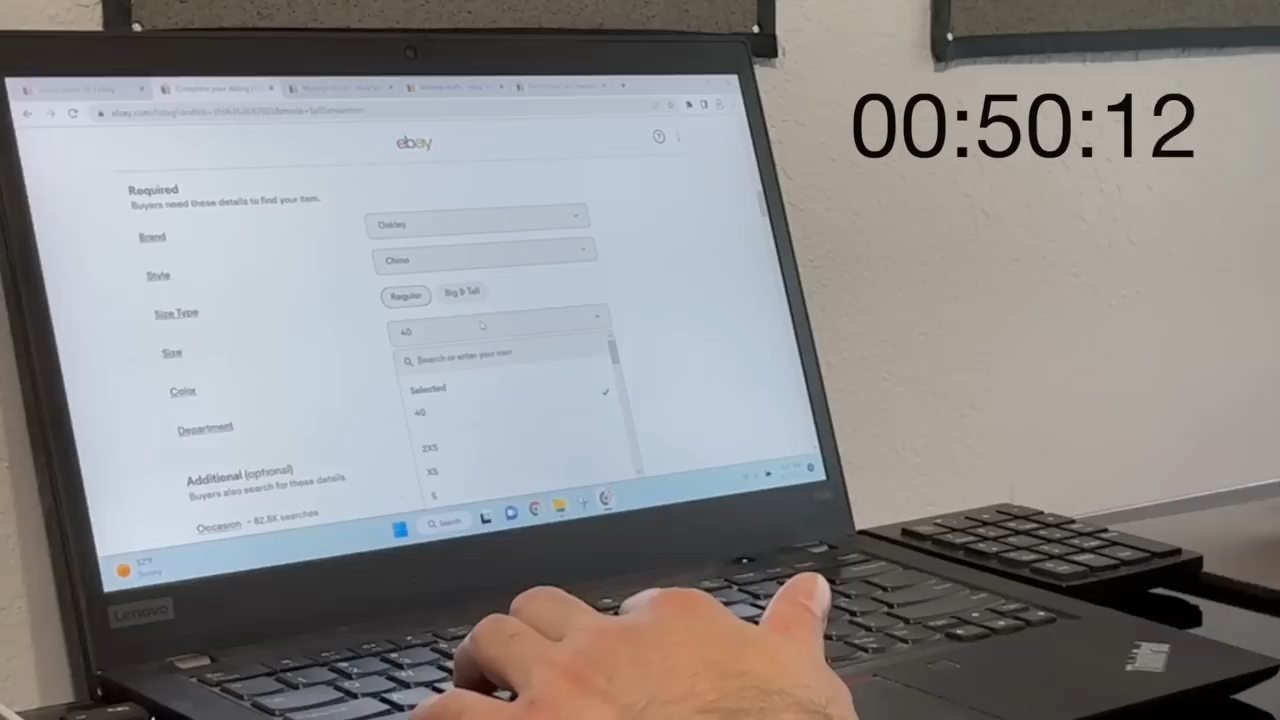 00:50:12
ebay
Required
Buyers need these details to find your item.
Brand
Oakley
Style
Chino
Size Type
Regular
Big & Tall
Size
40
Search or enter your own
Selected
40
2XS
XS
S
Color
Department
Additional (optional)
Buyers also search for these details.
Occasion ~ 82.8K searches
Search
52°F
Sunny
Lenovo